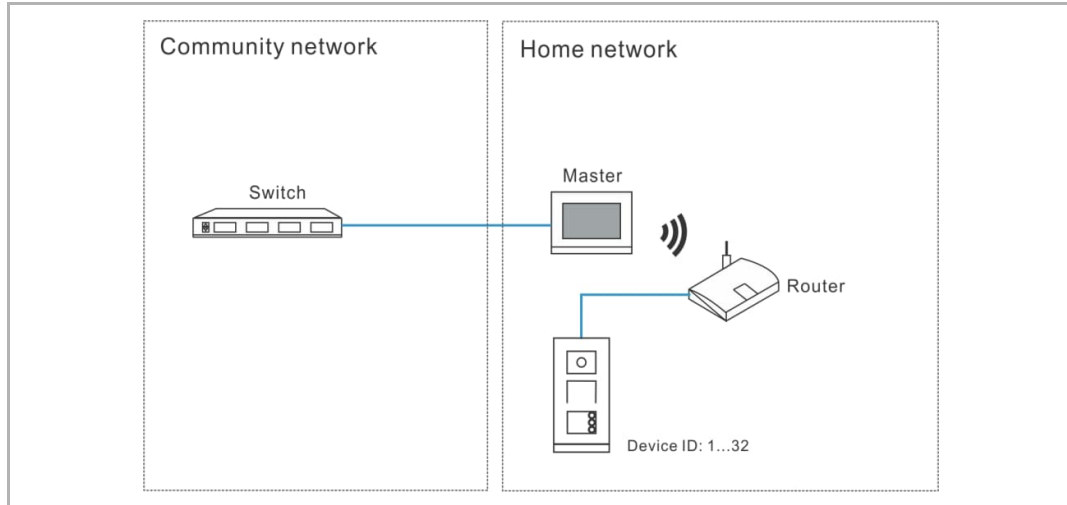 Community network
Home network
Switch
Master
Router
Device ID: 1...32